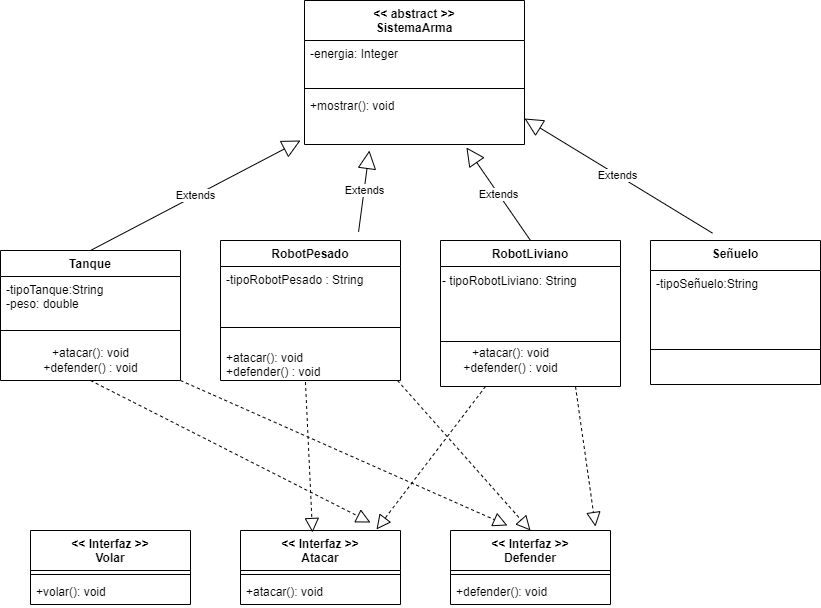 << abstract >>
SistemaArma
-energia: Integer
+mostrar(): void
Extends
Extends
Extends
Extends
Tanque
-tipoTanque:String
-peso: double
+atacar(): void
+defender() : void
RobotPesado
-tipoRobotPesado : String
+atacar(): void
+defender() : void
RobotLiviano
- tipoRobotLiviano: String
+atacar(): void
+defender() : void
Señuelo
-tipoSeñuelo:String
<< Interfaz >>
Volar
+volar(): void
<< Interfaz >>
Atacar
+atacar(): void
<< Interfaz >>
Defender
+defender(): void